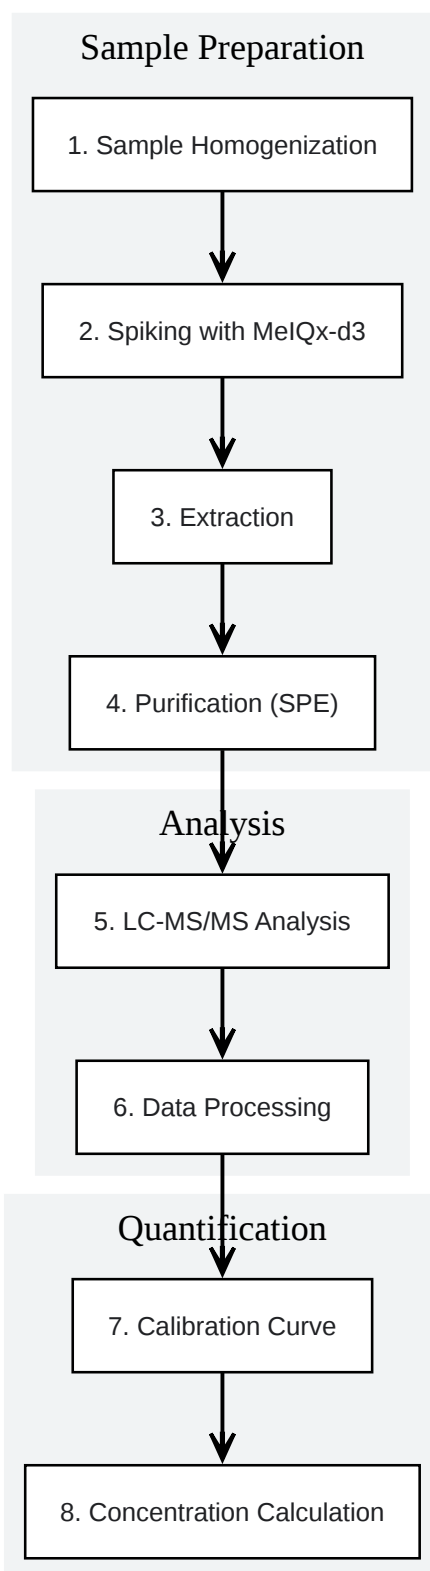 Sample Preparation
1. Sample Homogenization
2. Spiking with MeIQx-d3
3. Extraction
4. Purification (SPE)
Analysis
5. LC-MS/MS Analysis
6. Data Processing
Quantification
7. Calibration Curve
8. Concentration Calculation